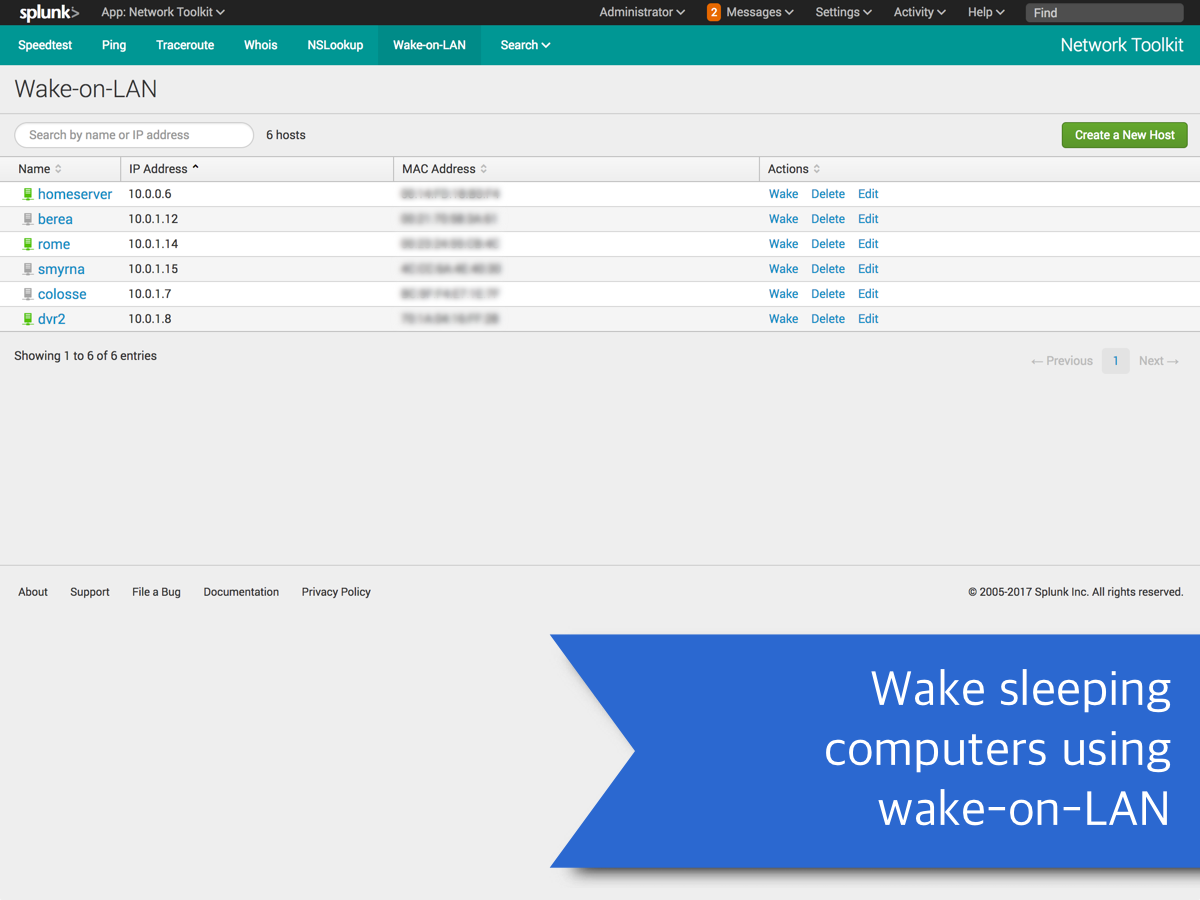 splunk> App: Network Toolkit Administrator 2 Messages Settings Activity Help Find
Speedtest Ping Traceroute Whois NSLookup Wake-on-LAN Search Network Toolkit
Wake-on-LAN
Search by name or IP address 6 hosts Create a New Host
Name IP Address MAC Address Actions
homeserver 10.0.0.6 Wake Delete Edit
berea 10.0.1.12 Wake Delete Edit
rome 10.0.1.14 Wake Delete Edit
smyrna 10.0.1.15 Wake Delete Edit
colosse 10.0.1.7 Wake Delete Edit
dvr2 10.0.1.8 Wake Delete Edit
Showing 1 to 6 of 6 entries ← Previous 1 Next →
About Support File a Bug Documentation Privacy Policy © 2005-2017 Splunk Inc. All rights reserved.
Wake sleeping
computers using
wake-on-LAN